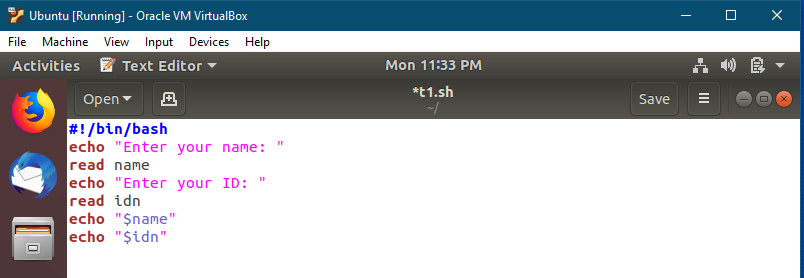 Ubuntu [Running] - Oracle VM VirtualBox
File Machine View Input Devices Help
Activities Text Editor Mon 11:33 PM
Open *t1.sh Save
~/
#!/bin/bash
echo "Enter your name: "
read name
echo "Enter your ID: "
read idn
echo "$name"
echo "$idn"